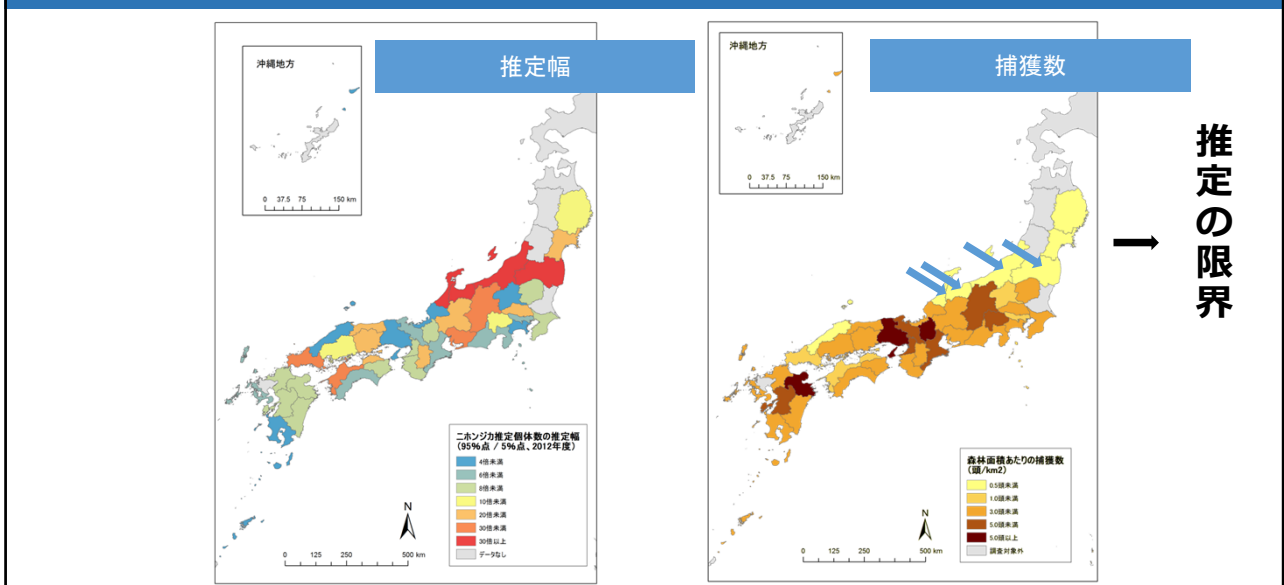 推定幅
沖縄地方
0 37.5 75 150 km
ニホンジカ推定個体数の推定幅
(95%点 / 5%点、2012年度)
4倍未満
6倍未満
8倍未満
10倍未満
20倍未満
30倍未満
30倍以上
データなし
N
0 125 250 500 km
捕獲数
沖縄地方
0 37.5 75 150 km
森林面積あたりの捕獲数
(頭/km2)
0.5頭未満
1.0頭未満
3.0頭未満
5.0頭未満
5.0頭以上
調査対象外
N
0 125 250 500 km
推定の限界